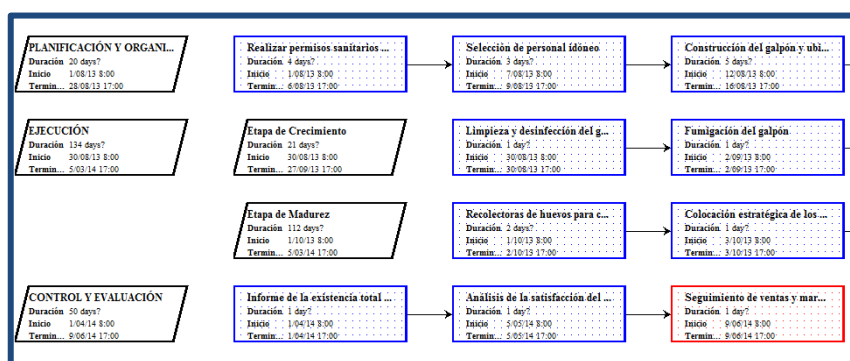 PLANIFICACIÓN Y ORGANI...
Duración 20 days?
Inicio 1/08/13 8:00
Termin... 28/08/13 17:00
Realizar permisos sanitarios ...
Duración 4 days?
Inicio 1/08/13 8:00
Termin... 6/08/13 17:00
Selección de personal idóneo
Duración 3 days?
Inicio 7/08/13 8:00
Termin... 9/08/13 17:00
Construcción del galpón y ubi...
Duración 5 days?
Inicio 12/08/13 8:00
Termin... 16/08/13 17:00
EJECUCIÓN
Duración 134 days?
Inicio 30/08/13 8:00
Termin... 5/03/14 17:00
Etapa de Crecimiento
Duración 21 days?
Inicio 30/08/13 8:00
Termin... 27/09/13 17:00
Limpieza y desinfección del g...
Duración 1 day?
Inicio 30/08/13 8:00
Termin... 30/08/13 17:00
Fumigación del galpón
Duración 1 day?
Inicio 2/09/13 8:00
Termin... 2/09/13 17:00
Etapa de Madurez
Duración 112 days?
Inicio 1/10/13 8:00
Termin... 5/03/14 17:00
Recolectoras de huevos para c...
Duración 2 days?
Inicio 1/10/13 8:00
Termin... 2/10/13 17:00
Colocación estratégica de los ...
Duración 1 day?
Inicio 3/10/13 8:00
Termin... 3/10/13 17:00
CONTROL Y EVALUACIÓN
Duración 50 days?
Inicio 1/04/14 8:00
Termin... 9/06/14 17:00
Informe de la existencia total ...
Duración 1 day?
Inicio 1/04/14 8:00
Termin... 1/04/14 17:00
Análisis de la satisfacción del ...
Duración 1 day?
Inicio 5/05/14 8:00
Termin... 5/05/14 17:00
Seguimiento de ventas y mar...
Duración 1 day?
Inicio 9/06/14 8:00
Termin... 9/06/14 17:00